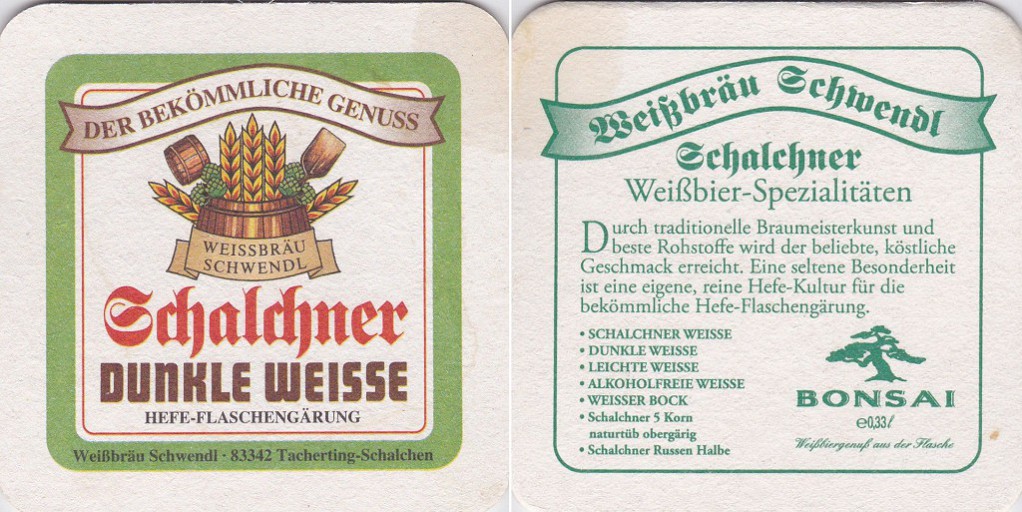 DER BEKÖMMLICHE GENUSS
WEISSBRÄU
SCHWENDL
Schalchner
DUNKLE WEISSE
HEFE-FLASCHENGÄRUNG
Weißbräu Schwendl · 83342 Tacherting-Schalchen
Weißbräu Schwendl
Schalchner
Weißbier-Spezialitäten
Durch traditionelle Braumeisterkunst und
beste Rohstoffe wird der beliebte, köstliche
Geschmack erreicht. Eine seltene Besonderheit
ist eine eigene, reine Hefe-Kultur für die
bekömmliche Hefe-Flaschengärung.
• SCHALCHNER WEISSE
• DUNKLE WEISSE
• LEICHTE WEISSE
• ALKOHOLFREIE WEISSE
• WEISSER BOCK
• Schalchner 5 Korn
naturtüb obergärig
• Schalchner Russen Halbe
BONSAI
℮0,33 l
Weißbiergenuß aus der Flasche